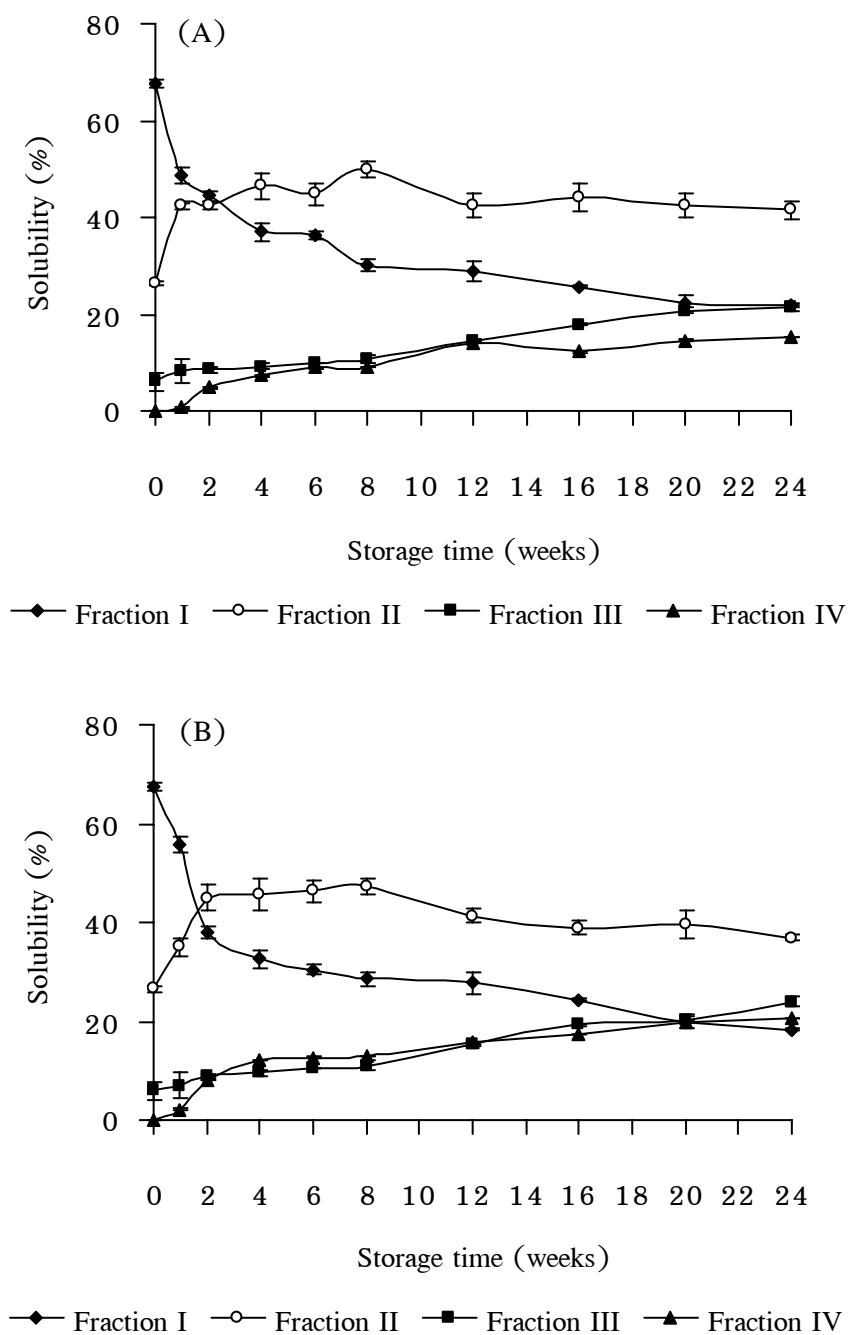 (A)
80
60
40
20
0
Solubility (%)
0 2 4 6 8 10 12 14 16 18 20 22 24
Storage time (weeks)
Fraction I Fraction II Fraction III Fraction IV
(B)
80
60
40
20
0
Solubility (%)
0 2 4 6 8 10 12 14 16 18 20 22 24
Storage time (weeks)
Fraction I Fraction II Fraction III Fraction IV